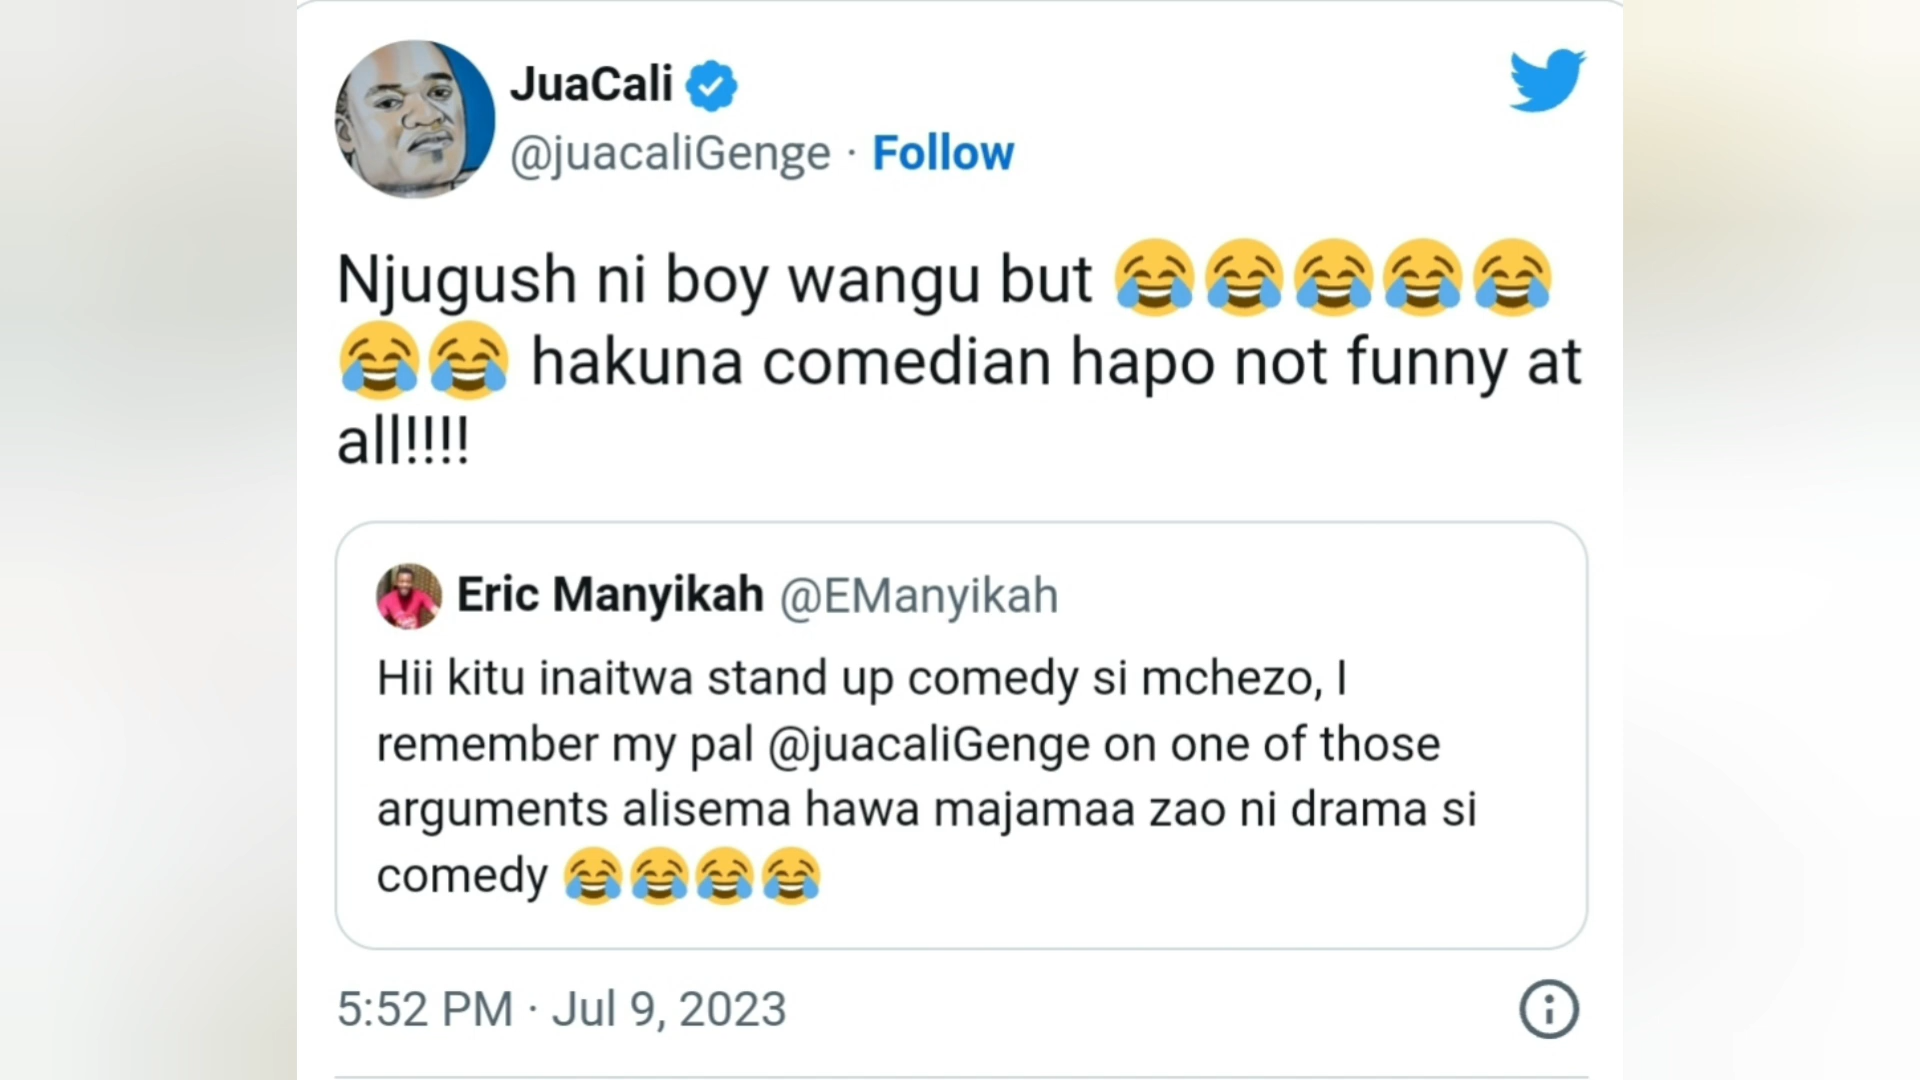 JuaCali
@juacaliGenge · Follow
Njugush ni boy wangu but 😂😂😂😂😂
😂😂 hakuna comedian hapo not funny at
all!!!!
Eric Manyikah @EManyikah
Hii kitu inaitwa stand up comedy si mchezo, I
remember my pal @juacaliGenge on one of those
arguments alisema hawa majamaa zao ni drama si
comedy 😂😂😂😂
5:52 PM · Jul 9, 2023